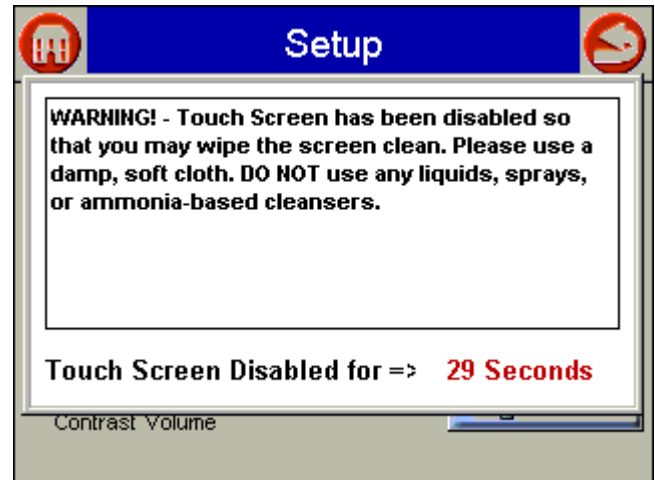 Setup
WARNING! - Touch Screen has been disabled so
that you may wipe the screen clean. Please use a
damp, soft cloth. DO NOT use any liquids, sprays,
or ammonia-based cleansers.
Touch Screen Disabled for => 29 Seconds
Contrast Volume